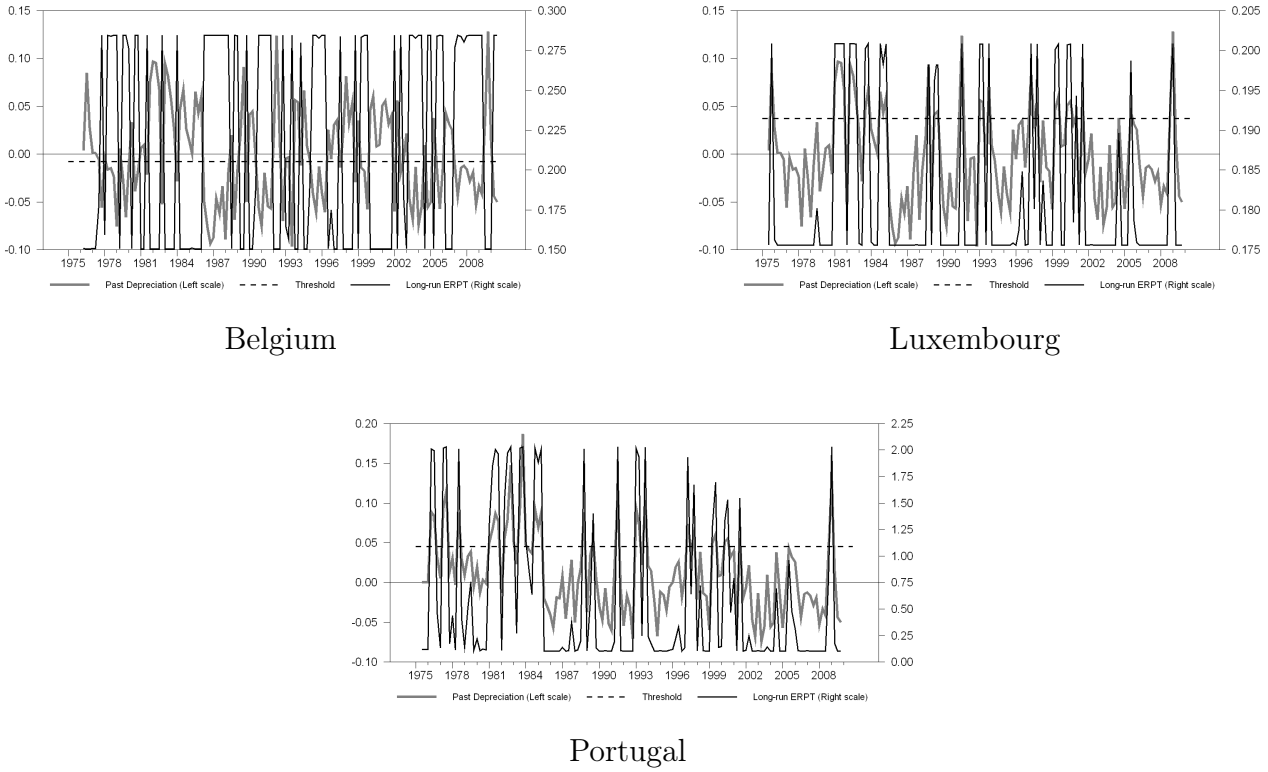 0.15 0.300
0.10 0.275
0.250
0.05 0.225
0.00 0.200
-0.05 0.175
-0.10 0.150
1975 1978 1981 1984 1987 1990 1993 1996 1999 2002 2005 2008
Past Depreciation (Left scale) Threshold Long-run ERPT (Right scale)
Belgium
0.15 0.205
0.10 0.200
0.195
0.05 0.190
0.00 0.185
-0.05 0.180
-0.10 0.175
1975 1978 1981 1984 1987 1990 1993 1996 1999 2002 2005 2008
Past Depreciation (Left scale) Threshold Long-run ERPT (Right scale)
Luxembourg
0.20 2.25
2.00
0.15 1.75
0.10 1.50
1.25
0.05 1.00
0.00 0.75
0.50
-0.05 0.25
-0.10 0.00
1975 1978 1981 1984 1987 1990 1993 1996 1999 2002 2005 2008
Past Depreciation (Left scale) Threshold Long-run ERPT (Right scale)
Portugal